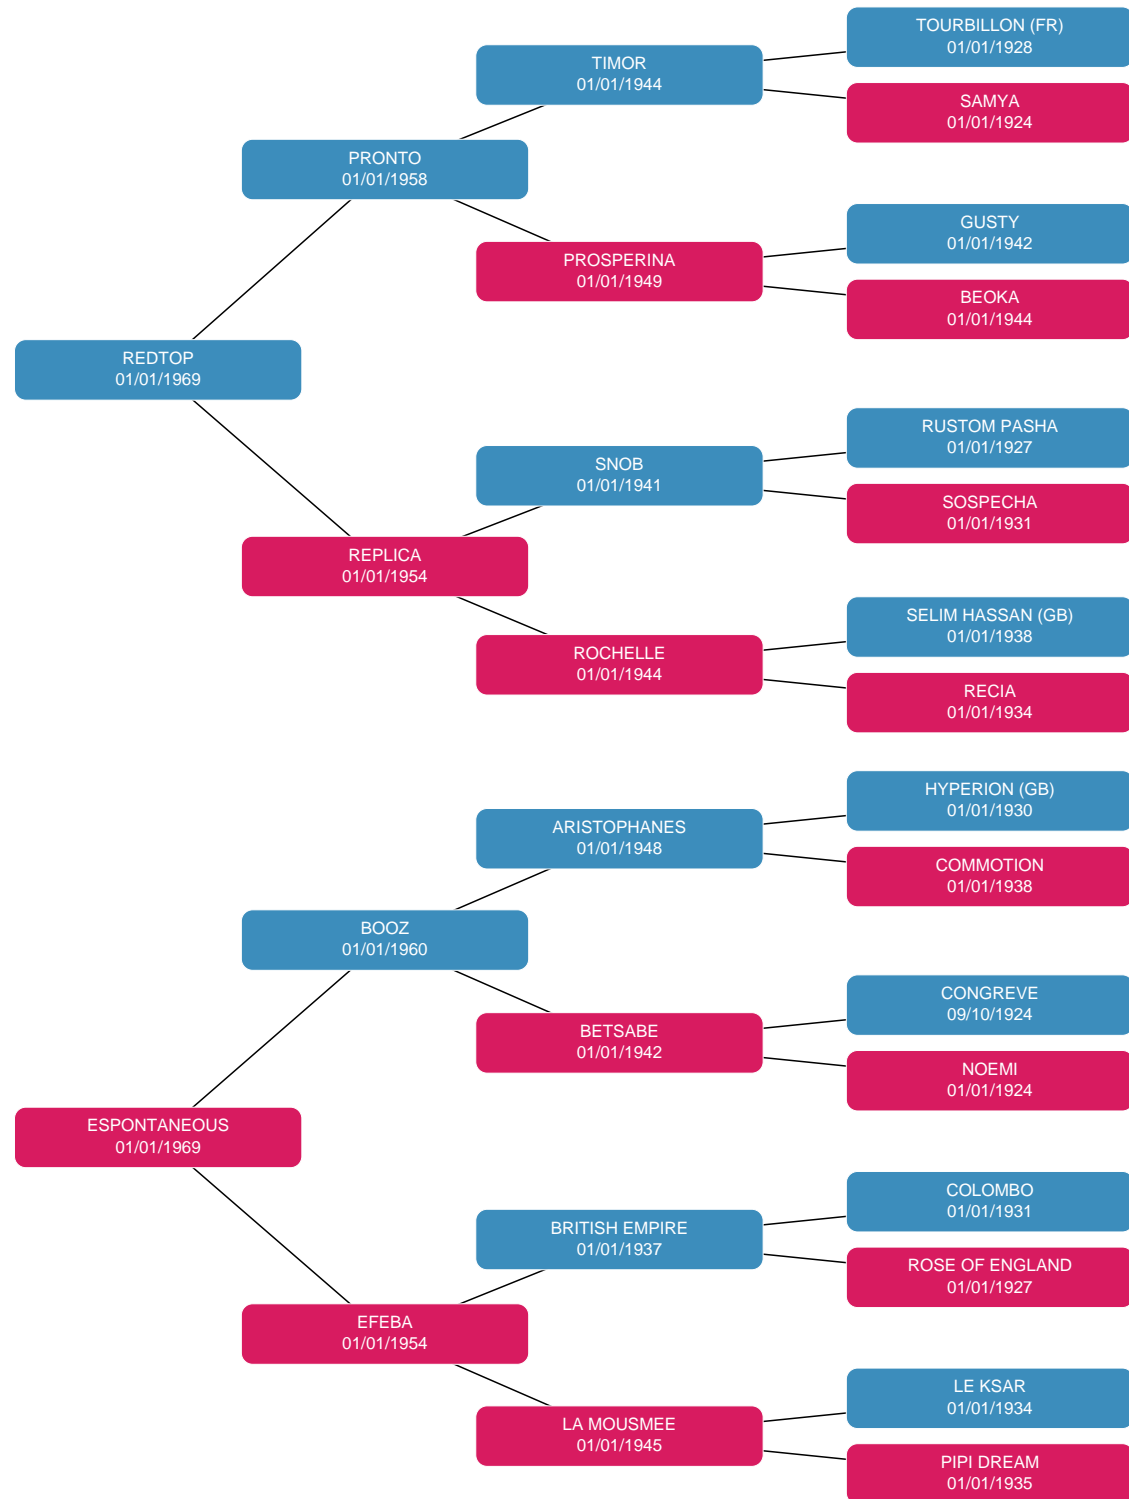 TOURBILLON (FR)
01/01/1928
TIMOR
01/01/1944
SAMYA
01/01/1924
PRONTO
01/01/1958
GUSTY
01/01/1942
PROSPERINA
01/01/1949
BEOKA
01/01/1944
REDTOP
01/01/1969
RUSTOM PASHA
01/01/1927
SNOB
01/01/1941
SOSPECHA
01/01/1931
REPLICA
01/01/1954
SELIM HASSAN (GB)
01/01/1938
ROCHELLE
01/01/1944
RECIA
01/01/1934
HYPERION (GB)
01/01/1930
ARISTOPHANES
01/01/1948
COMMOTION
01/01/1938
BOOZ
01/01/1960
CONGREVE
09/10/1924
BETSABE
01/01/1942
NOEMI
01/01/1924
ESPONTANEOUS
01/01/1969
COLOMBO
01/01/1931
BRITISH EMPIRE
01/01/1937
ROSE OF ENGLAND
01/01/1927
EFEBA
01/01/1954
LE KSAR
01/01/1934
LA MOUSMEE
01/01/1945
PIPI DREAM
01/01/1935